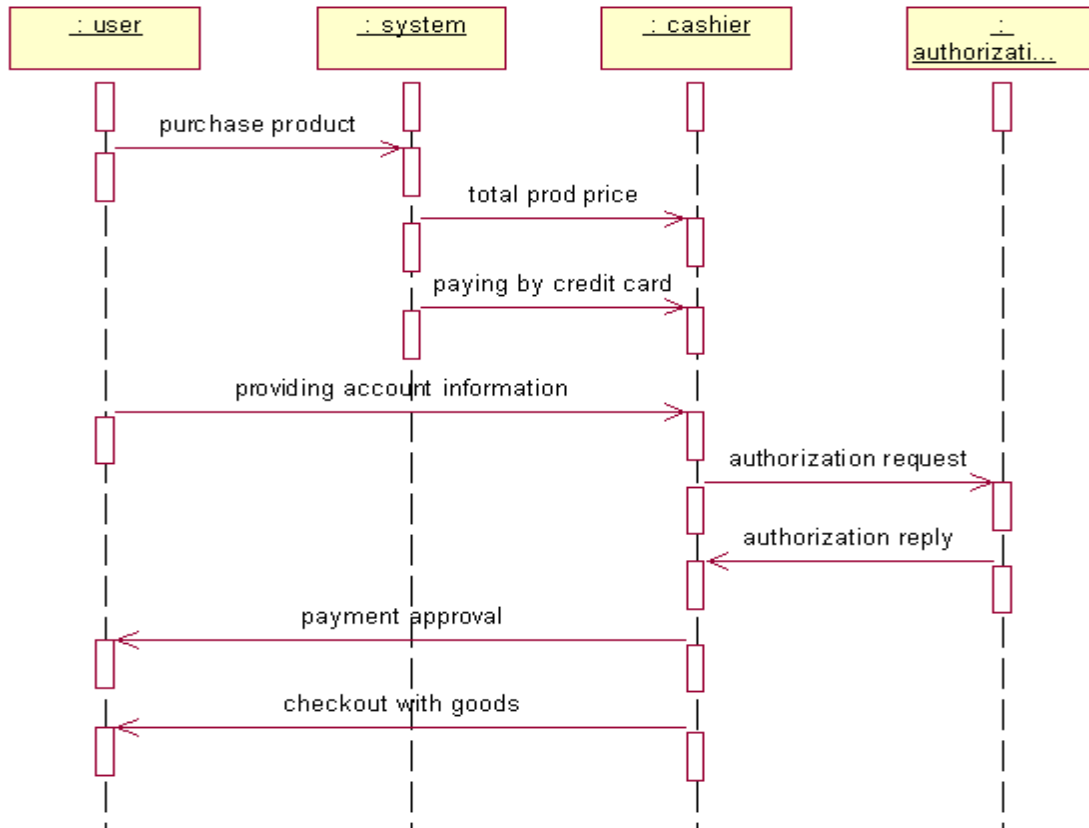 : user
: system
: cashier
:
authorizati...
purchase product
total prod price
paying by credit card
providing account information
authorization request
authorization reply
payment approval
checkout with goods